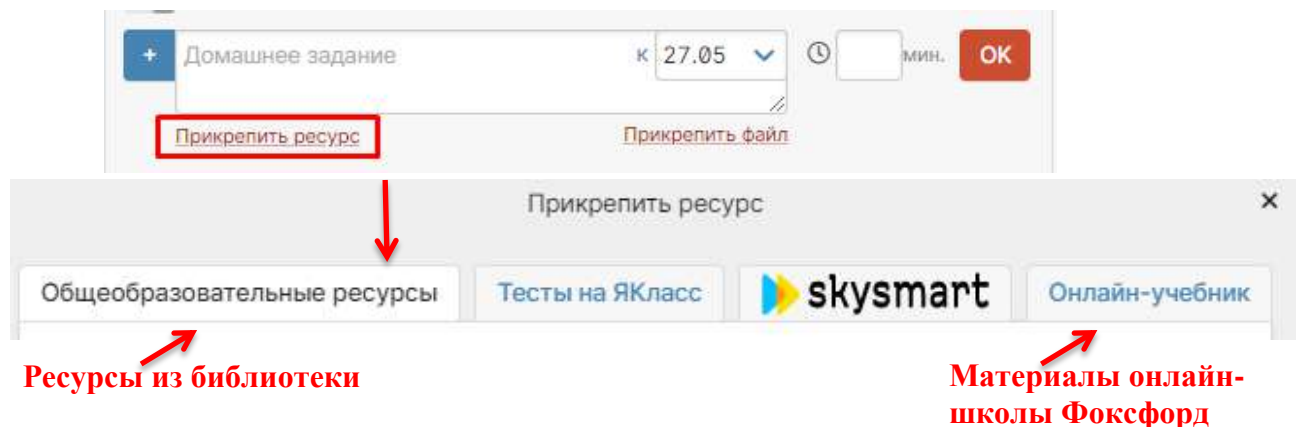 + Домашнее задание к 27.05 мин. ОК
Прикрепить ресурс Прикрепить файл
Прикрепить ресурс ×
Общеобразовательные ресурсы Тесты на ЯКласс skysmart Онлайн-учебник
Ресурсы из библиотеки
Материалы онлайн-
школы Фоксфорд